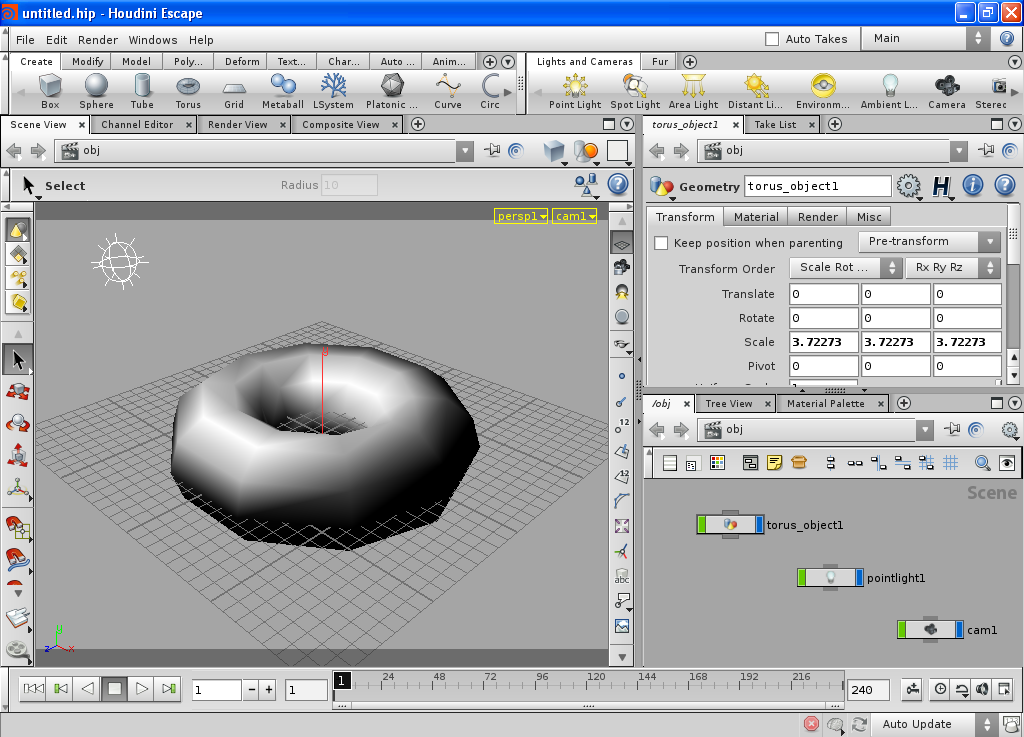 untitled.hip - Houdini Escape
File Edit Render Windows Help
Auto Takes Main
Create Modify Model Poly... Deform Text... Char... Auto ... Anim...
Lights and Cameras Fur
Box Sphere Tube Torus Grid Metaball LSystem Platonic ... Curve Circ
Point Light Spot Light Area Light Distant Li... Environm... Ambient L... Camera Stereo
Scene View Channel Editor Render View Composite View
torus_object1 Take List
obj
obj
Select Radius 10
Geometry torus_object1
persp1 cam1
Transform Material Render Misc
Keep position when parenting Pre-transform
Transform Order Scale Rot ... Rx Ry Rz
Translate 0 0 0
Rotate 0 0 0
Scale 3.72273 3.72273 3.72273
Pivot 0 0 0
/obj Tree View Material Palette
obj
12
12
abc
Scene
torus_object1
pointlight1
cam1
1 1 1 24 48 72 96 120 144 168 192 216 240
Auto Update